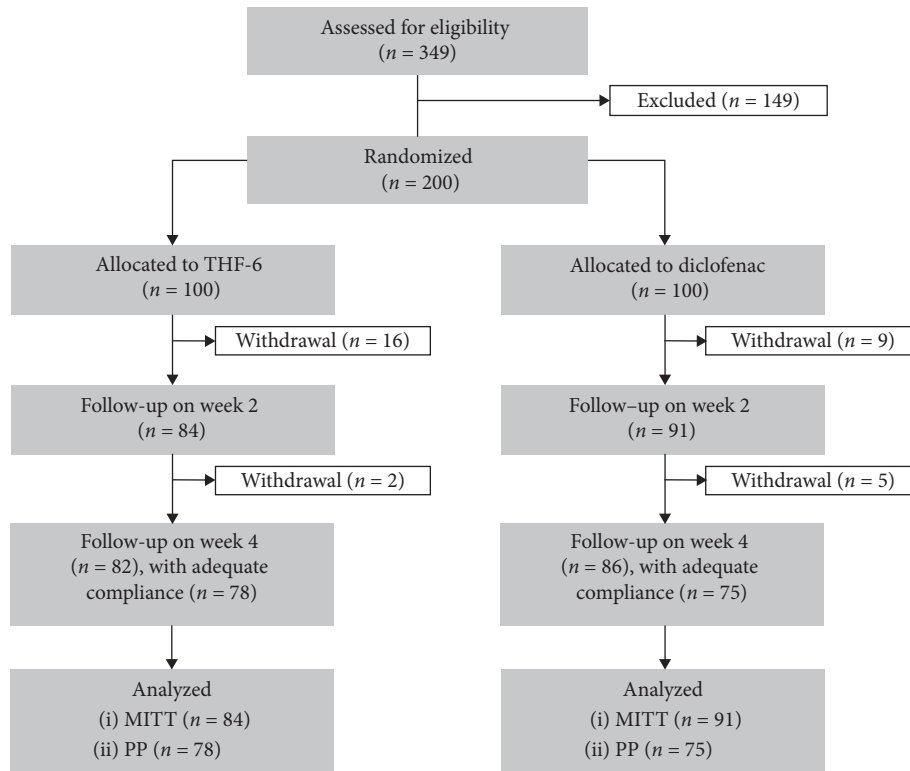 Assessed for eligibility
(n = 349)
Excluded (n = 149)
Randomized
(n = 200)
Allocated to THF-6
(n = 100)
Allocated to diclofenac
(n = 100)
Withdrawal (n = 16)
Withdrawal (n = 9)
Follow-up on week 2
(n = 84)
Follow–up on week 2
(n = 91)
Withdrawal (n = 2)
Withdrawal (n = 5)
Follow-up on week 4
(n = 82), with adequate
compliance (n = 78)
Follow-up on week 4
(n = 86), with adequate
compliance (n = 75)
Analyzed
(i) MITT (n = 84)
(ii) PP (n = 78)
Analyzed
(i) MITT (n = 91)
(ii) PP (n = 75)